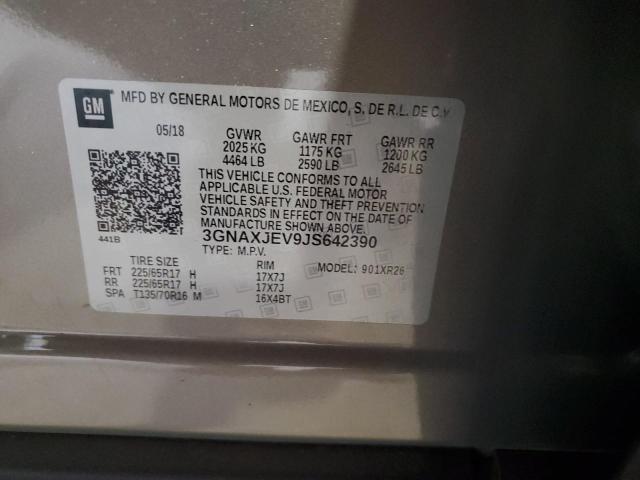 GM
MFD BY GENERAL MOTORS DE MEXICO, S. DE R.L. DE C.V
05/18 GVWR GAWR FRT GAWR RR
2025 KG 1175 KG 1200 KG
4464 LB 2590 LB 2645 LB
THIS VEHICLE CONFORMS TO ALL
APPLICABLE U.S. FEDERAL MOTOR
VEHICLE SAFETY AND THEFT PREVENTION
STANDARDS IN EFFECT ON THE DATE OF
MANUFACTURE SHOWN ABOVE.
441B
3GNAXJEV9JS642390
TYPE: M.P.V.
TIRE SIZE RIM MODEL: 901XR26
FRT 225/65R17 H 17X7J
RR 225/65R17 H 17X7J
SPA T135/70R16 M 16X4BT